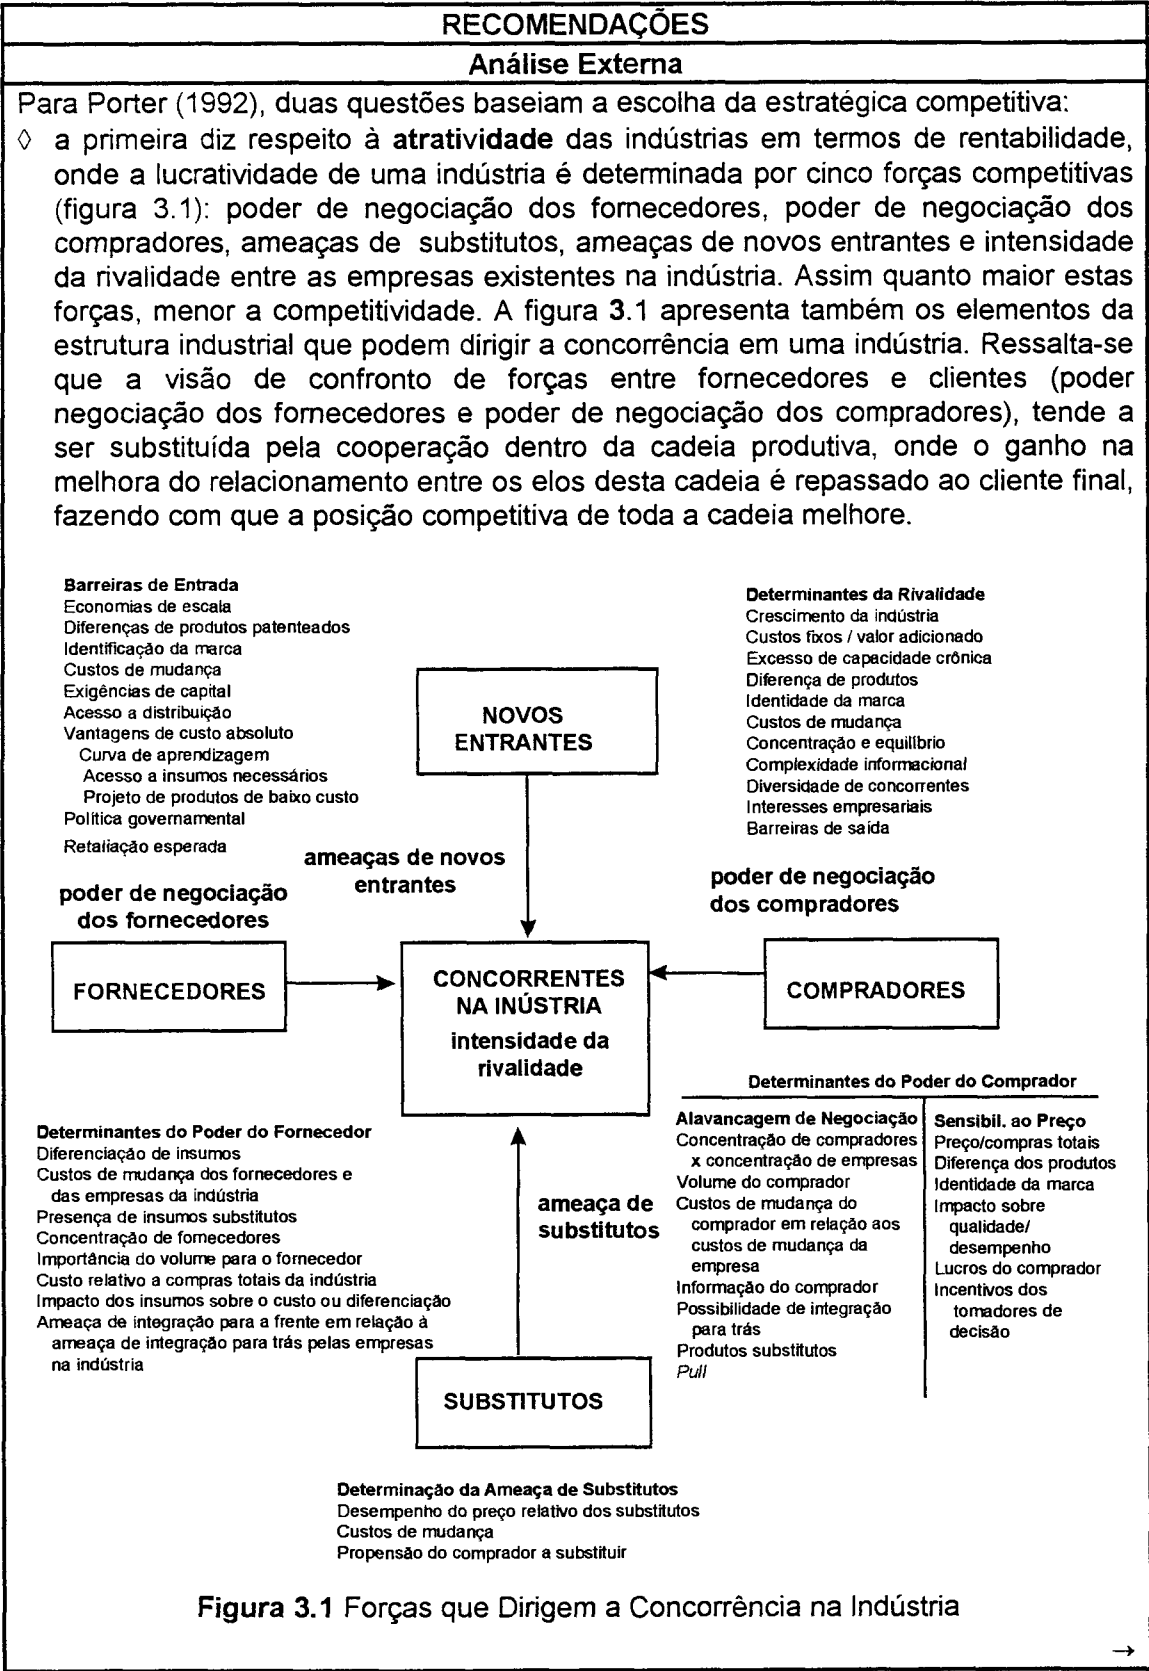 RECOMENDAÇÕES
Análise Externa
Para Porter (1992), duas questões baseiam a escolha da estratégica competitiva:
◊ a primeira diz respeito à atratividade das indústrias em termos de rentabilidade,
onde a lucratividade de uma indústria é determinada por cinco forças competitivas
(figura 3.1): poder de negociação dos fornecedores, poder de negociação dos
compradores, ameaças de substitutos, ameaças de novos entrantes e intensidade
da rivalidade entre as empresas existentes na indústria. Assim quanto maior estas
forças, menor a competitividade. A figura 3.1 apresenta também os elementos da
estrutura industrial que podem dirigir a concorrência em uma indústria. Ressalta-se
que a visão de confronto de forças entre fornecedores e clientes (poder
negociação dos fornecedores e poder de negociação dos compradores), tende a
ser substituída pela cooperação dentro da cadeia produtiva, onde o ganho na
melhora do relacionamento entre os elos desta cadeia é repassado ao cliente final,
fazendo com que a posição competitiva de toda a cadeia melhore.
Barreiras de Entrada
Economias de escala
Diferenças de produtos patenteados
Identificação da marca
Custos de mudança
Exigências de capital
Acesso a distribuição
Vantagens de custo absoluto
Curva de aprendizagem
Acesso a insumos necessários
Projeto de produtos de baixo custo
Política governamental
Retaliação esperada
NOVOS
ENTRANTES
Determinantes da Rivalidade
Crescimento da indústria
Custos fixos / valor adicionado
Excesso de capacidade crônica
Diferença de produtos
Identidade da marca
Custos de mudança
Concentração e equilíbrio
Complexidade informacional
Diversidade de concorrentes
Interesses empresariais
Barreiras de saída
ameaças de novos
entrantes
poder de negociação
dos fornecedores
poder de negociação
dos compradores
FORNECEDORES
CONCORRENTES
NA INÚSTRIA
intensidade da
rivalidade
COMPRADORES
Determinantes do Poder do Fornecedor
Diferenciação de insumos
Custos de mudança dos fornecedores e
das empresas da indústria
Presença de insumos substitutos
Concentração de fornecedores
Importância do volume para o fornecedor
Custo relativo a compras totais da indústria
Impacto dos insumos sobre o custo ou diferenciação
Ameaça de integração para a frente em relação à
ameaça de integração para trás pelas empresas
na indústria
ameaça de
substitutos
Determinantes do Poder do Comprador
Alavancagem de Negociação
Concentração de compradores
x concentração de empresas
Volume do comprador
Custos de mudança do
comprador em relação aos
custos de mudança da
empresa
Informação do comprador
Possibilidade de integração
para trás
Produtos substitutos
Pull
Sensibil. ao Preço
Preço/compras totais
Diferença dos produtos
Identidade da marca
Impacto sobre
qualidade/
desempenho
Lucros do comprador
Incentivos dos
tomadores de
decisão
SUBSTITUTOS
Determinação da Ameaça de Substitutos
Desempenho do preço relativo dos substitutos
Custos de mudança
Propensão do comprador a substituir
Figura 3.1 Forças que Dirigem a Concorrência na Indústria
→